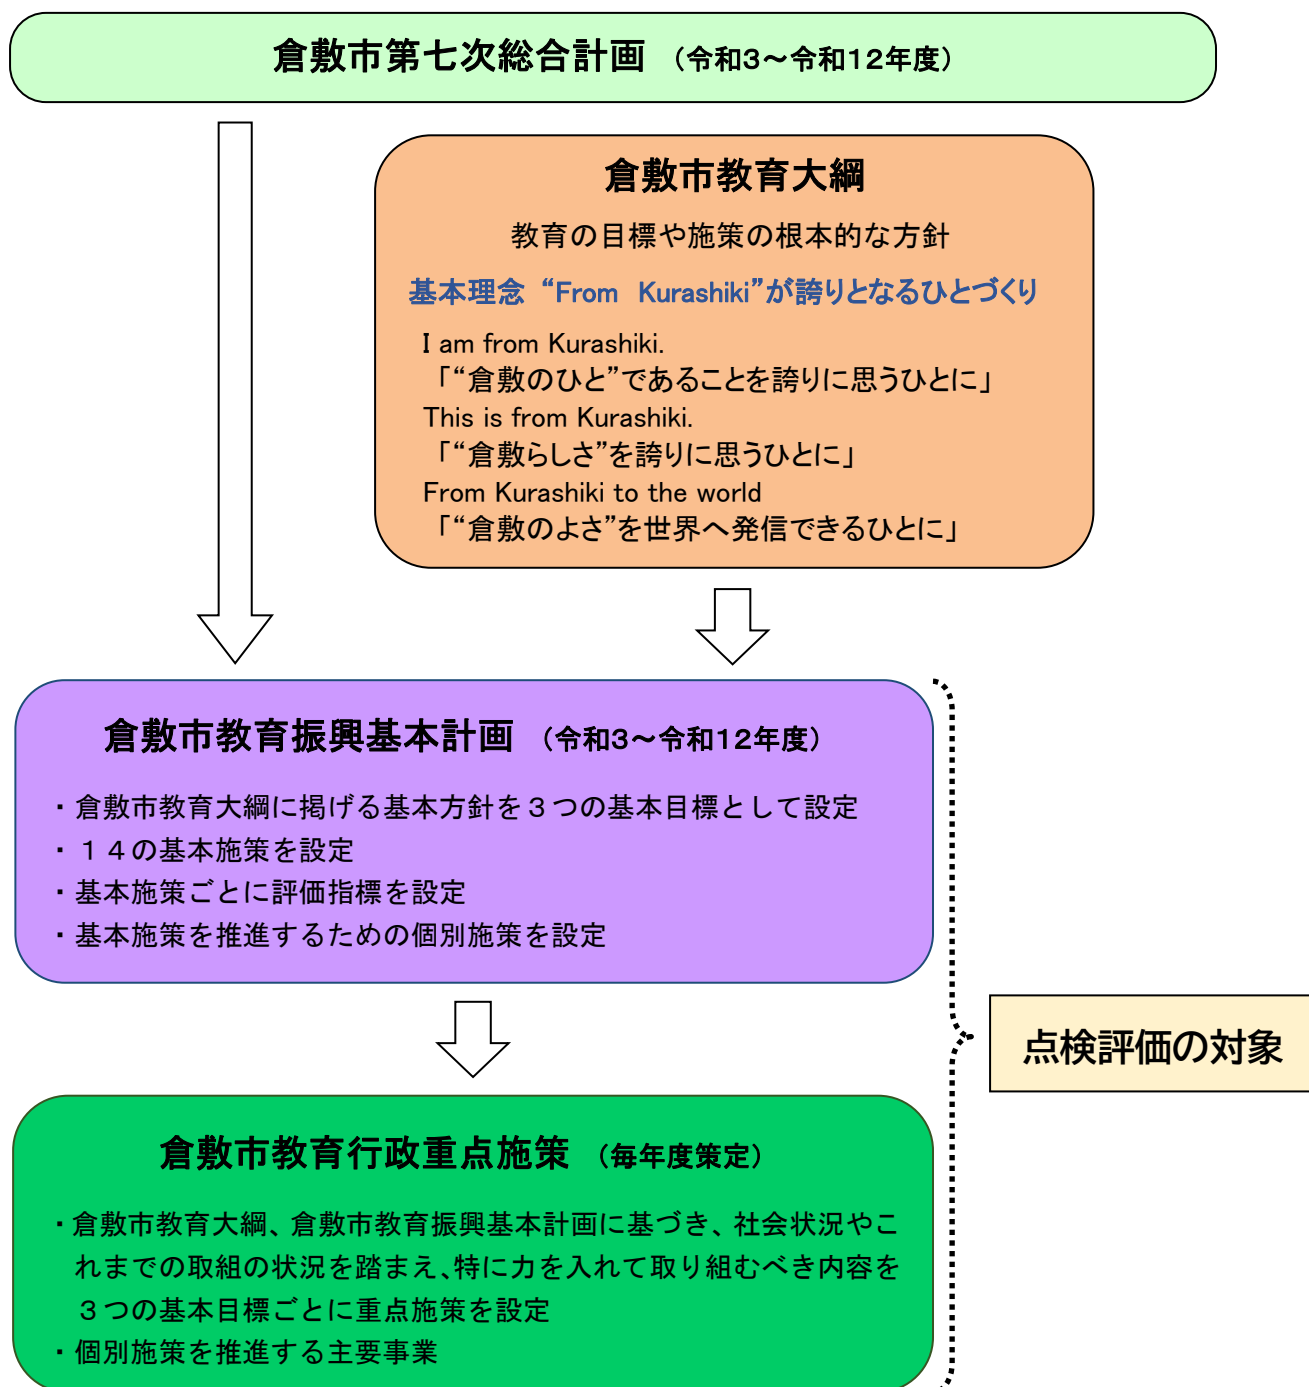 倉敷市第七次総合計画 （令和3～令和12年度）
倉敷市教育大綱
教育の目標や施策の根本的な方針
基本理念 “From Kurashiki”が誇りとなるひとづくり
I am from Kurashiki.
「“倉敷のひと”であることを誇りに思うひとに」
This is from Kurashiki.
「“倉敷らしさ”を誇りに思うひとに」
From Kurashiki to the world
「“倉敷のよさ”を世界へ発信できるひとに」
倉敷市教育振興基本計画 （令和3～令和12年度）
・倉敷市教育大綱に掲げる基本方針を３つの基本目標として設定
・１４の基本施策を設定
・基本施策ごとに評価指標を設定
・基本施策を推進するための個別施策を設定
点検評価の対象
倉敷市教育行政重点施策 （毎年度策定）
・倉敷市教育大綱、倉敷市教育振興基本計画に基づき、社会状況やこ
れまでの取組の状況を踏まえ、特に力を入れて取り組むべき内容を
３つの基本目標ごとに重点施策を設定
・個別施策を推進する主要事業